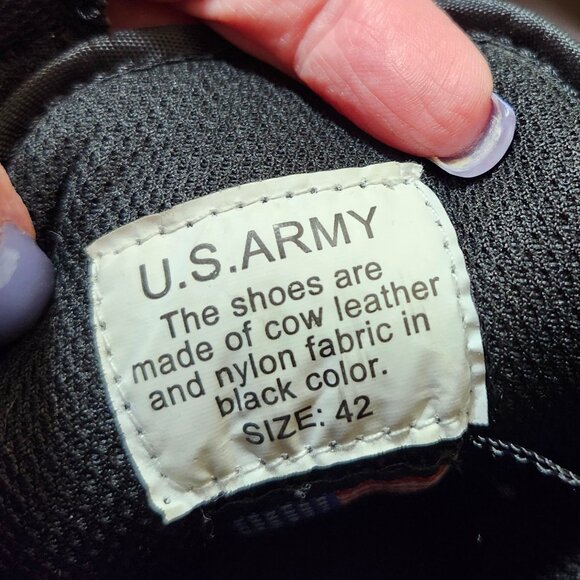 U.S.ARMY
The shoes are
made of cow leather
and nylon fabric in
black color.
SIZE: 42